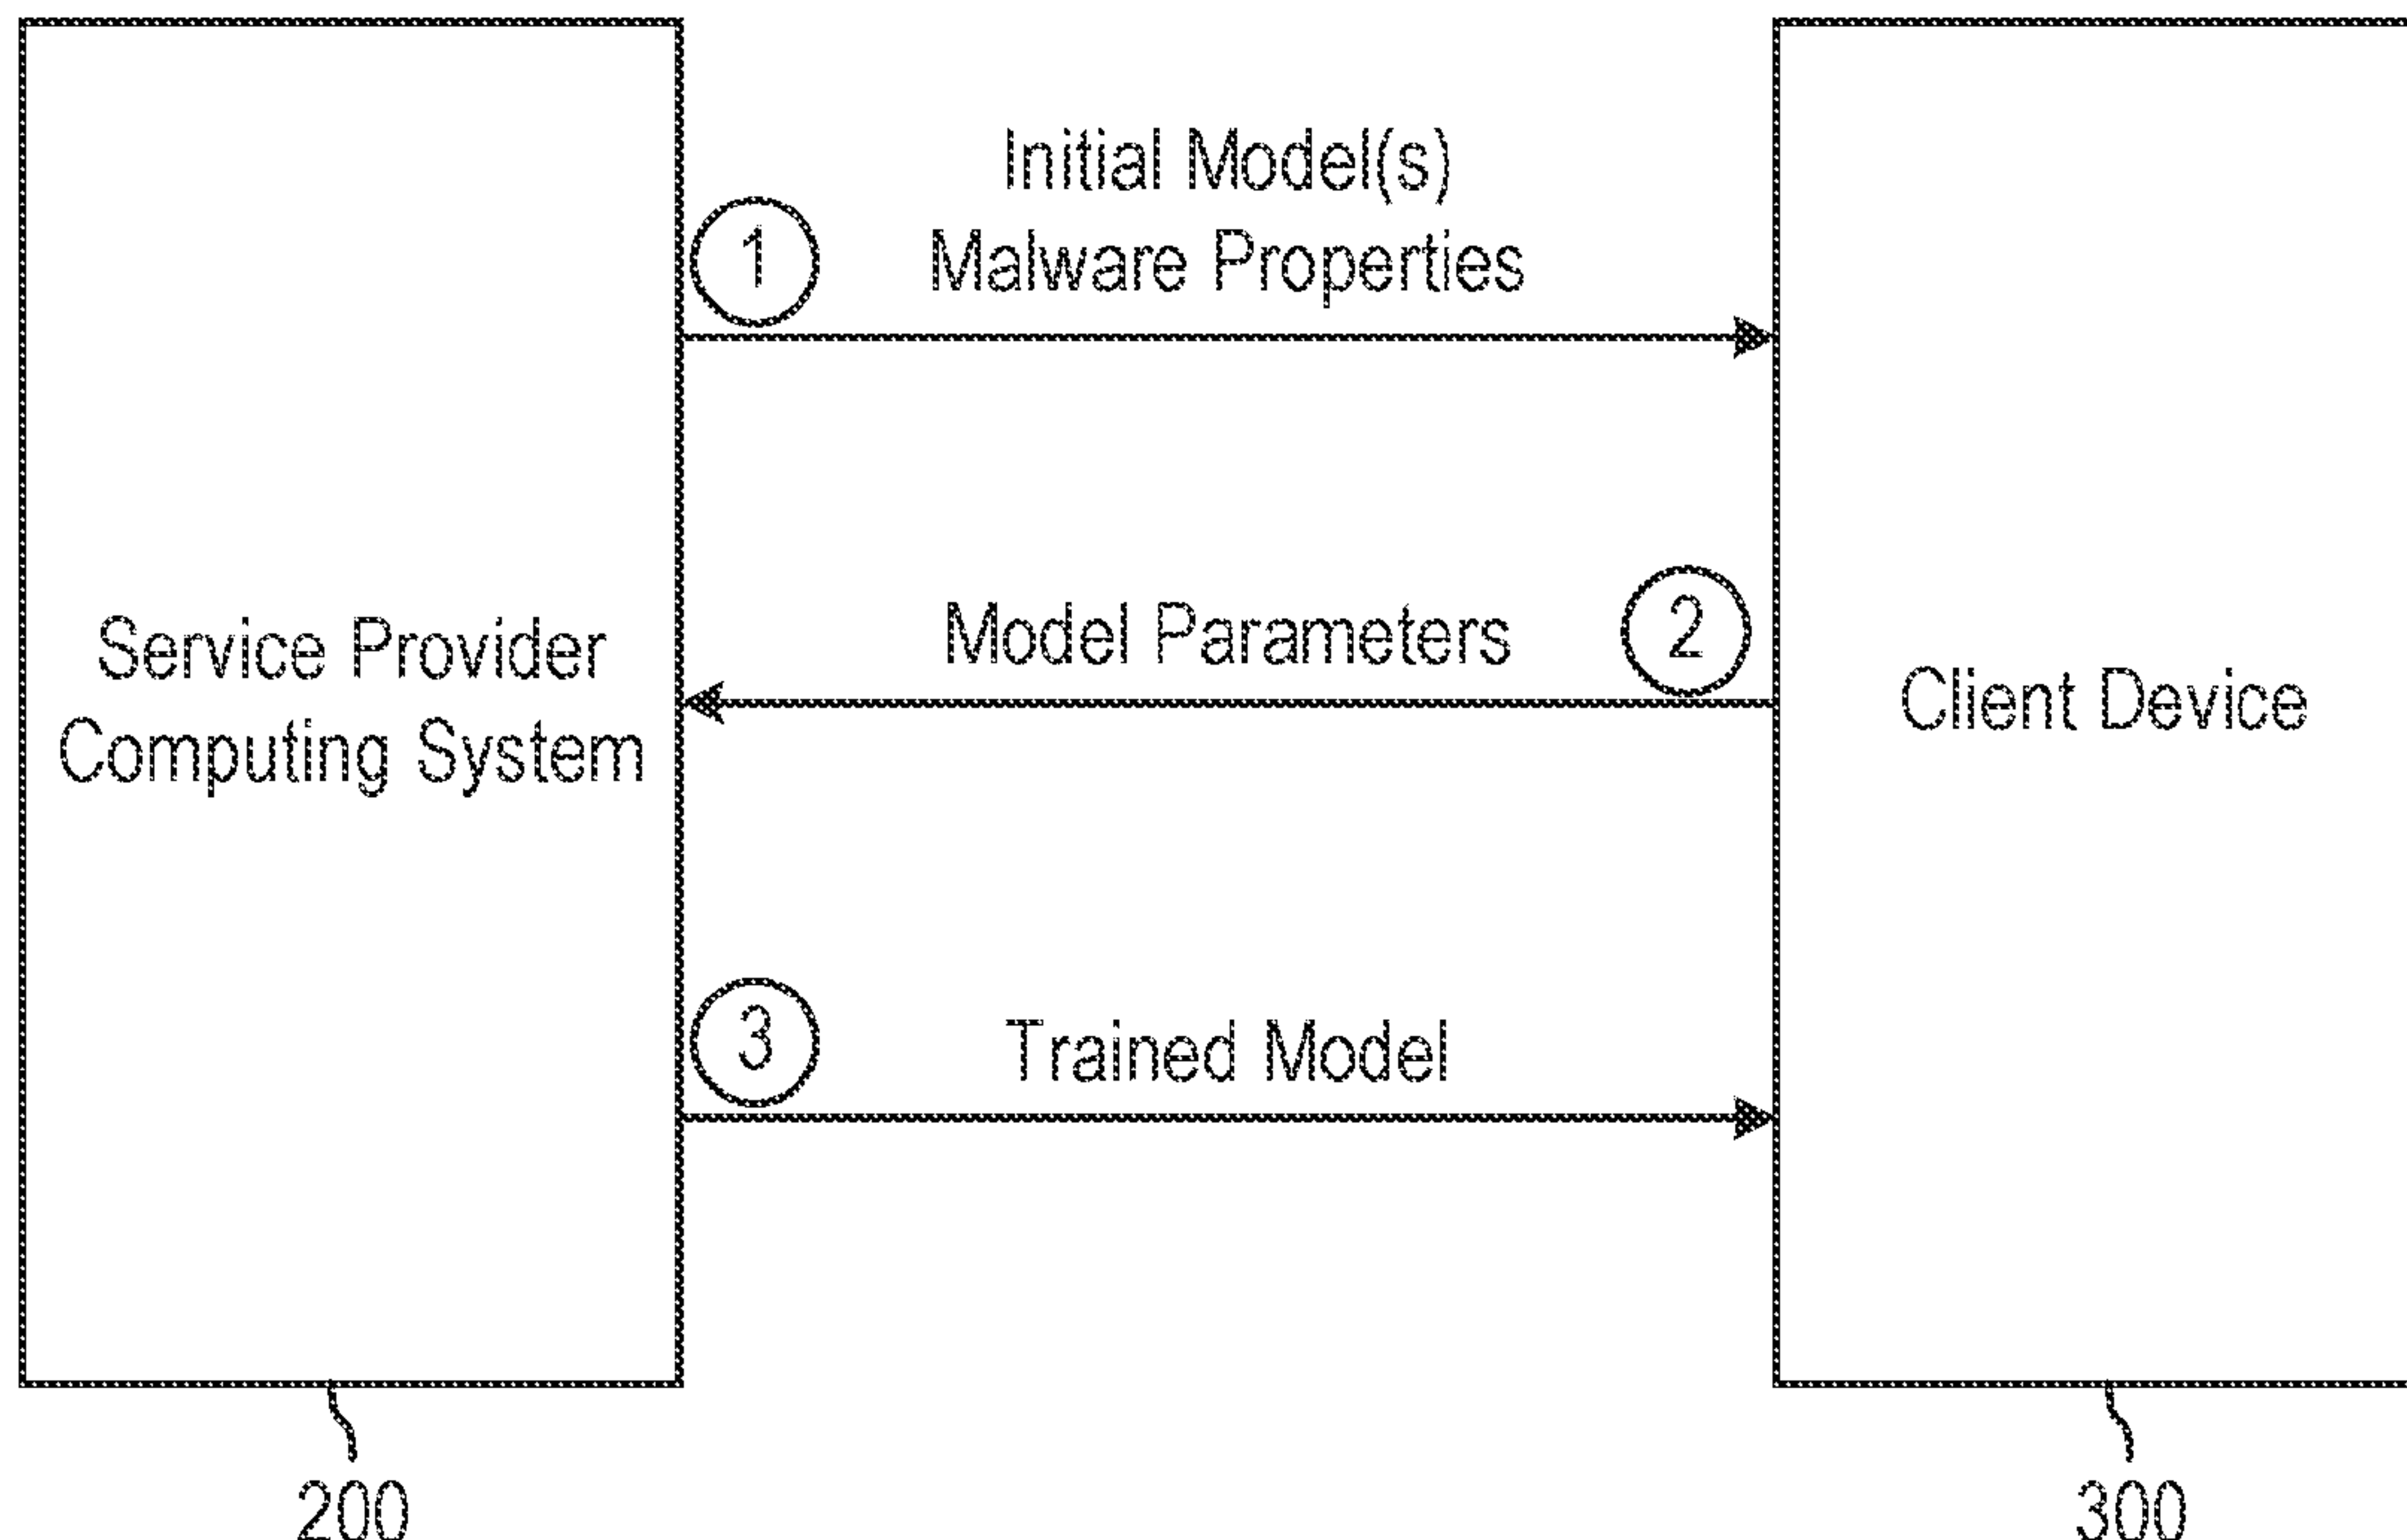 Initial Model(s)
1
Malware Properties
Service Provider
Computing System
Model Parameters
2
Client Device
3
Trained Model
200
300